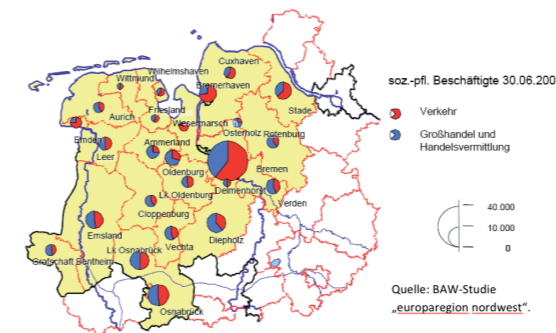 Cuxhaven
Wilhelmshaven
Wittmund
Bremerhaven
Stade
Friesland
Aurich
Wesermarsch
Emden
Osterholz
Rotenburg
Ammerland
Leer
Oldenburg
Bremen
Delmenhorst
Lk. Oldenburg
Verden
Cloppenburg
Emsland
Diepholz
Vechta
Lk Osnabrück
Grafschaft Bentheim
Osnabrück
soz.-pfl. Beschäftigte 30.06.200
Verkehr
Großhandel und
Handelsvermittlung
40.000
10.000
0
Quelle: BAW-Studie
„europaregion nordwest“.